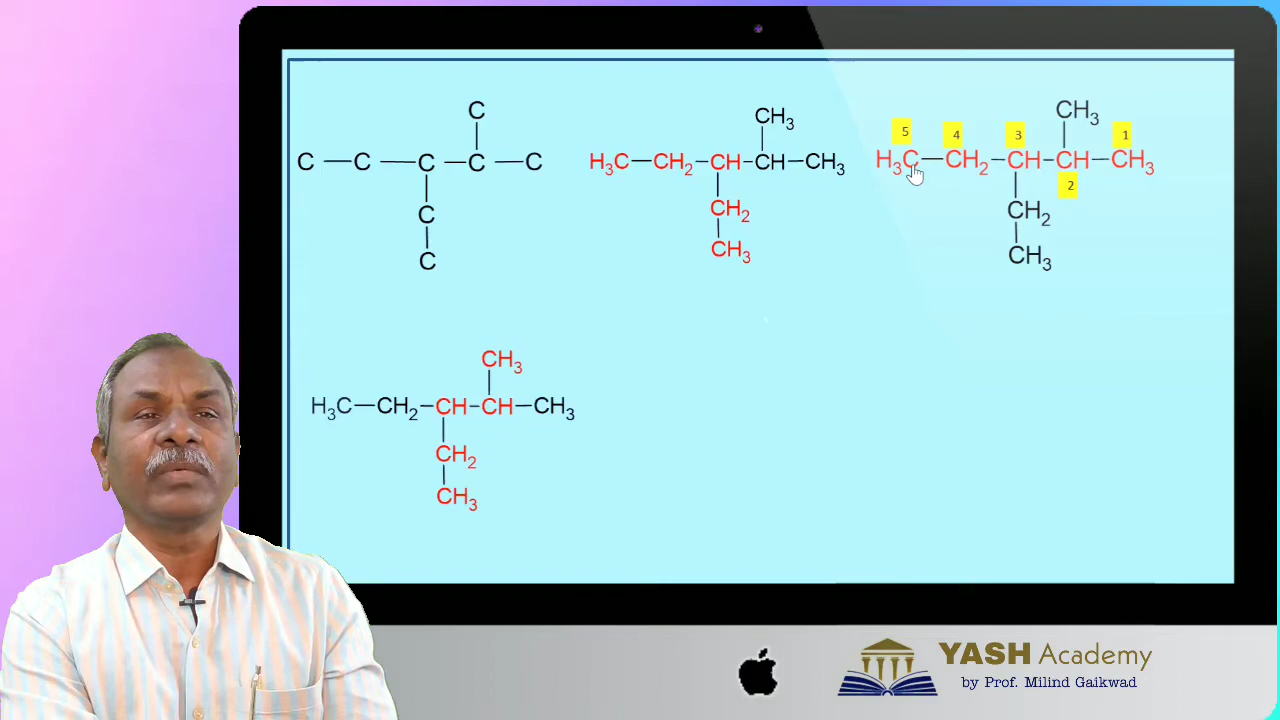 C
C — C — C — C — C
C
C
CH₃
H₃C—CH₂—CH—CH—CH₃
CH₂
CH₃
CH₃
5 4 3 1
H₃C—CH₂—CH—CH—CH₃
2
CH₂
CH₃
CH₃
H₃C—CH₂—CH—CH—CH₃
CH₂
CH₃
YASH Academy
by Prof. Milind Gaikwad